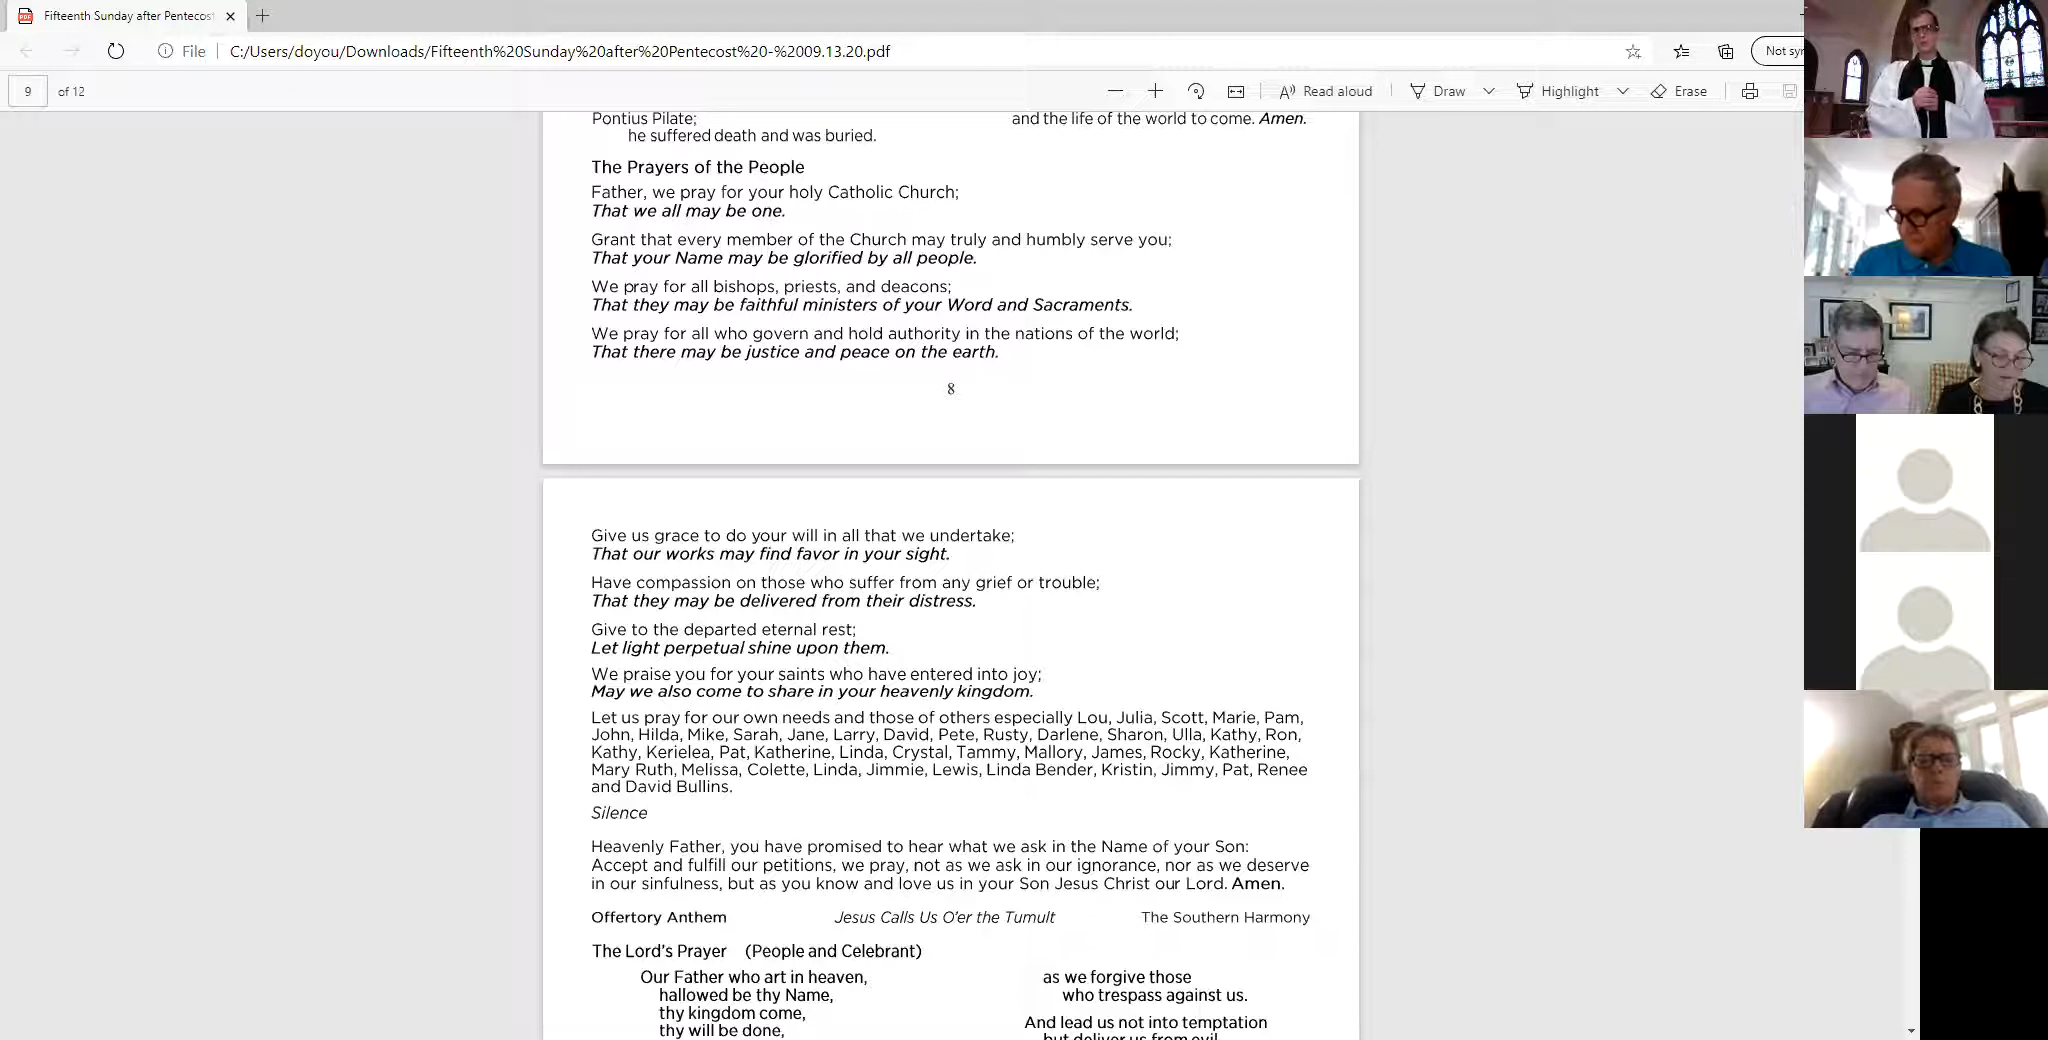 Fifteenth Sunday after Pentecost
File C:/Users/doyou/Downloads/Fifteenth%20Sunday%20after%20Pentecost%20-%2009.13.20.pdf
Not
9 of 12
Read aloud Draw Highlight Erase
Pontius Pilate;
he suffered death and was buried.
and the life of the world to come. Amen.
The Prayers of the People
Father, we pray for your holy Catholic Church;
That we all may be one.
Grant that every member of the Church may truly and humbly serve you;
That your Name may be glorified by all people.
We pray for all bishops, priests, and deacons;
That they may be faithful ministers of your Word and Sacraments.
We pray for all who govern and hold authority in the nations of the world;
That there may be justice and peace on the earth.
8
Give us grace to do your will in all that we undertake;
That our works may find favor in your sight.
Have compassion on those who suffer from any grief or trouble;
That they may be delivered from their distress.
Give to the departed eternal rest;
Let light perpetual shine upon them.
We praise you for your saints who have entered into joy;
May we also come to share in your heavenly kingdom.
Let us pray for our own needs and those of others especially Lou, Julia, Scott, Marie, Pam,
John, Hilda, Mike, Sarah, Jane, Larry, David, Pete, Rusty, Darlene, Sharon, Ulla, Kathy, Ron,
Kathy, Kerielea, Pat, Katherine, Linda, Crystal, Tammy, Mallory, James, Rocky, Katherine,
Mary Ruth, Melissa, Colette, Linda, Jimmie, Lewis, Linda Bender, Kristin, Jimmy, Pat, Renee
and David Bullins.
Silence
Heavenly Father, you have promised to hear what we ask in the Name of your Son:
Accept and fulfill our petitions, we pray, not as we ask in our ignorance, nor as we deserve
in our sinfulness, but as you know and love us in your Son Jesus Christ our Lord. Amen.
Offertory Anthem Jesus Calls Us O'er the Tumult The Southern Harmony
The Lord's Prayer (People and Celebrant)
Our Father who art in heaven,
hallowed be thy Name,
thy kingdom come,
thy will be done,
as we forgive those
who trespass against us.
And lead us not into temptation
but deliver us from evil